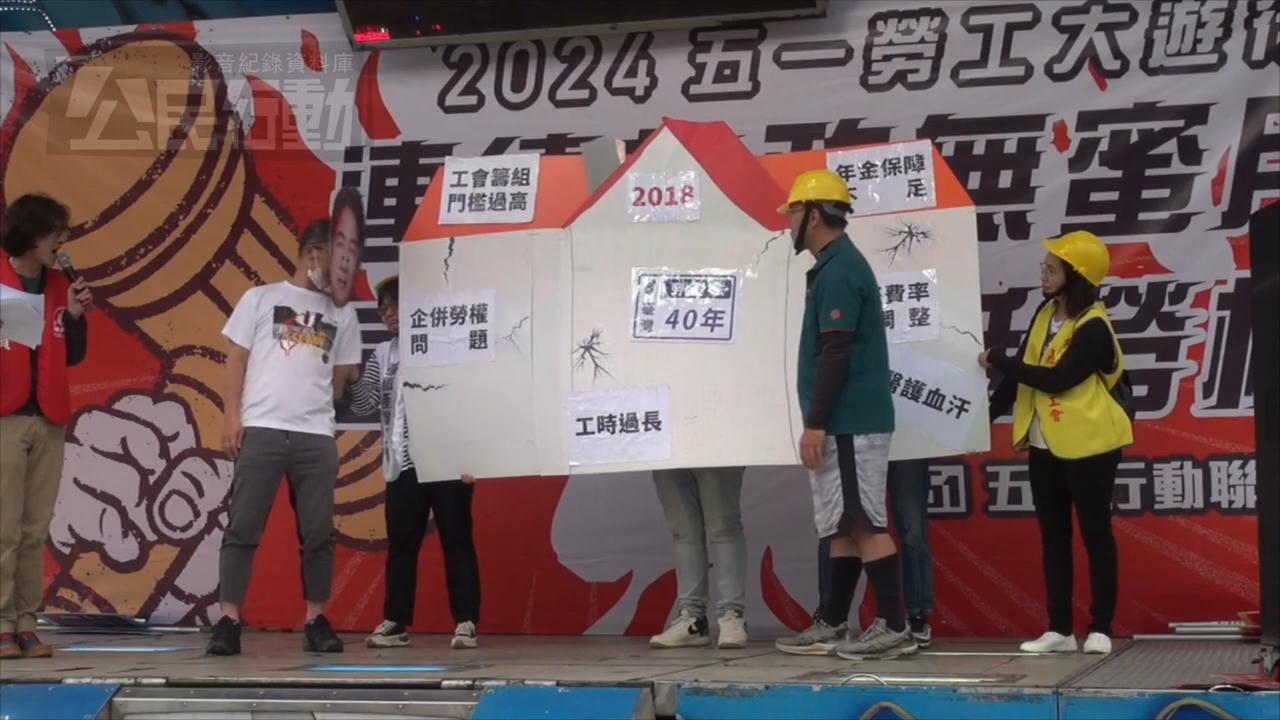 影音紀錄資料庫
公民行動
2024 五一勞工大遊
無蜜
工會籌組
門檻過高
2018
年金保障
足
企併勞權
問題
40年
費率
調整
工時過長
醫護血汗
工會
五 行動聯